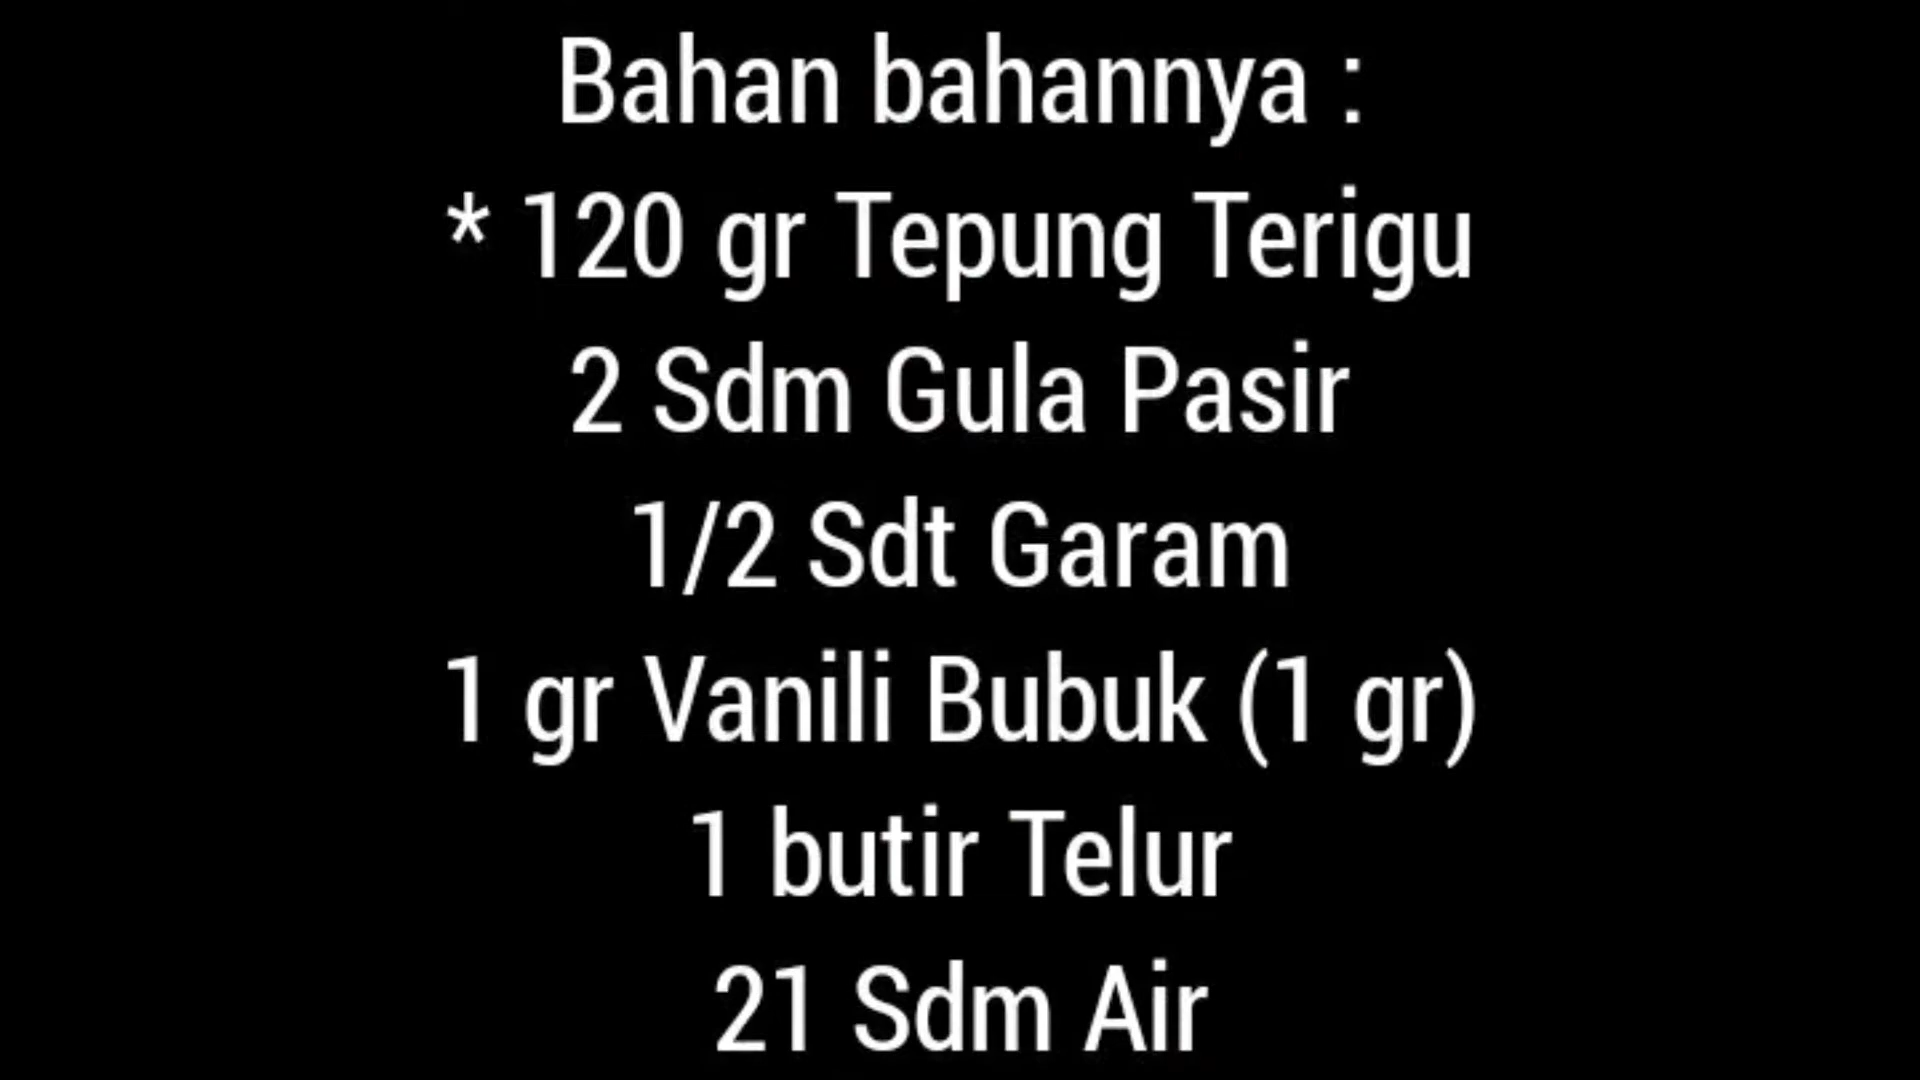 Bahan bahannya :
* 120 gr Tepung Terigu
2 Sdm Gula Pasir
1/2 Sdt Garam
1 gr Vanili Bubuk (1 gr)
1 butir Telur
21 Sdm Air